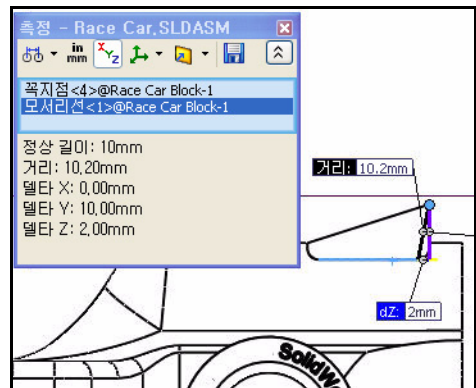 측정 - Race Car.SLDASM
in
mm
XYZ
꼭지점<4>@Race Car Block-1
모서리선<1>@Race Car Block-1
정상 길이: 10mm
거리: 10.20mm
델타 X: 0.00mm
델타 Y: 10.00mm
델타 Z: 2.00mm
거리: 10.2mm
dZ: 2mm
SolidW